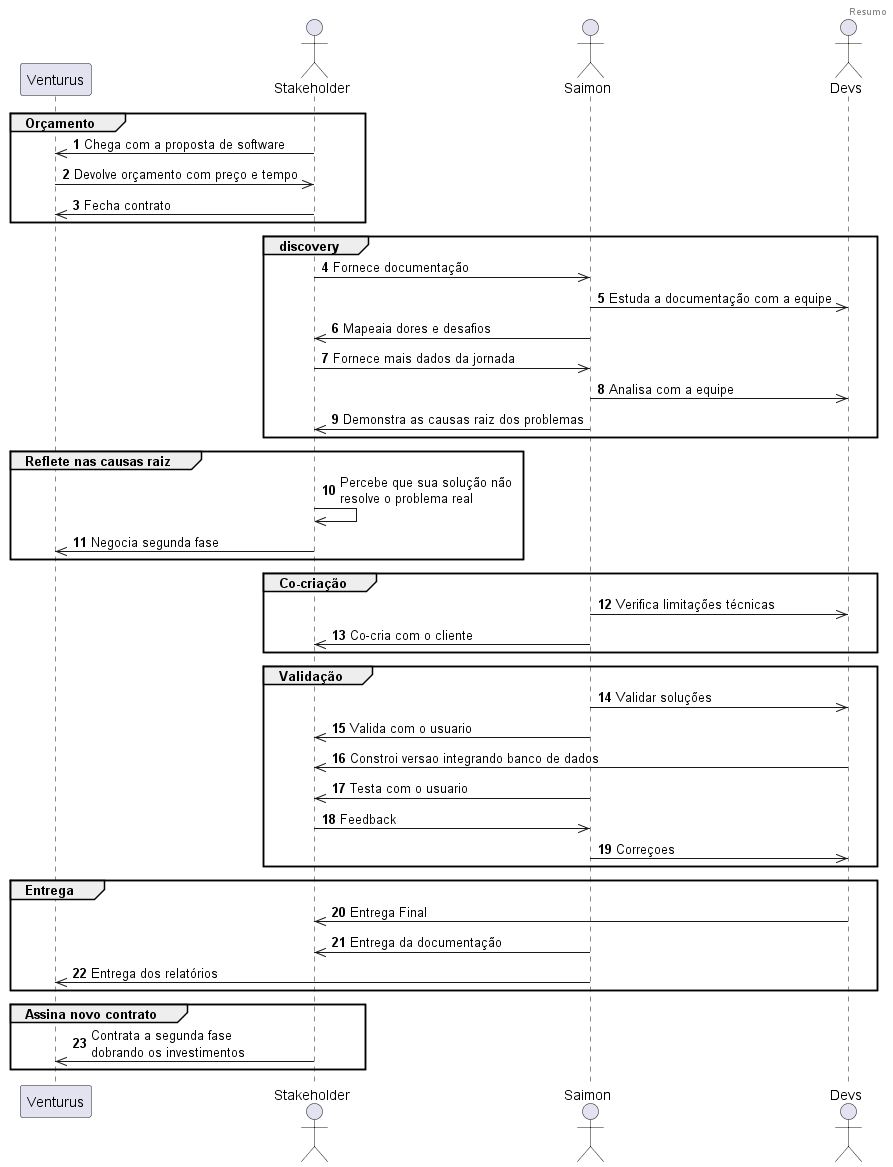 Resumo
Venturus
Stakeholder
Saimon
Devs
Orçamento
1 Chega com a proposta de software
2 Devolve orçamento com preço e tempo
3 Fecha contrato
discovery
4 Fornece documentação
5 Estuda a documentação com a equipe
6 Mapeaia dores e desafios
7 Fornece mais dados da jornada
8 Analisa com a equipe
9 Demonstra as causas raiz dos problemas
Reflete nas causas raiz
10 Percebe que sua solução não
resolve o problema real
11 Negocia segunda fase
Co-criação
12 Verifica limitações técnicas
13 Co-cria com o cliente
Validação
14 Validar soluções
15 Valida com o usuario
16 Constroi versao integrando banco de dados
17 Testa com o usuario
18 Feedback
19 Correçoes
Entrega
20 Entrega Final
21 Entrega da documentação
22 Entrega dos relatórios
Assina novo contrato
23 Contrata a segunda fase
dobrando os investimentos
Venturus
Stakeholder
Saimon
Devs